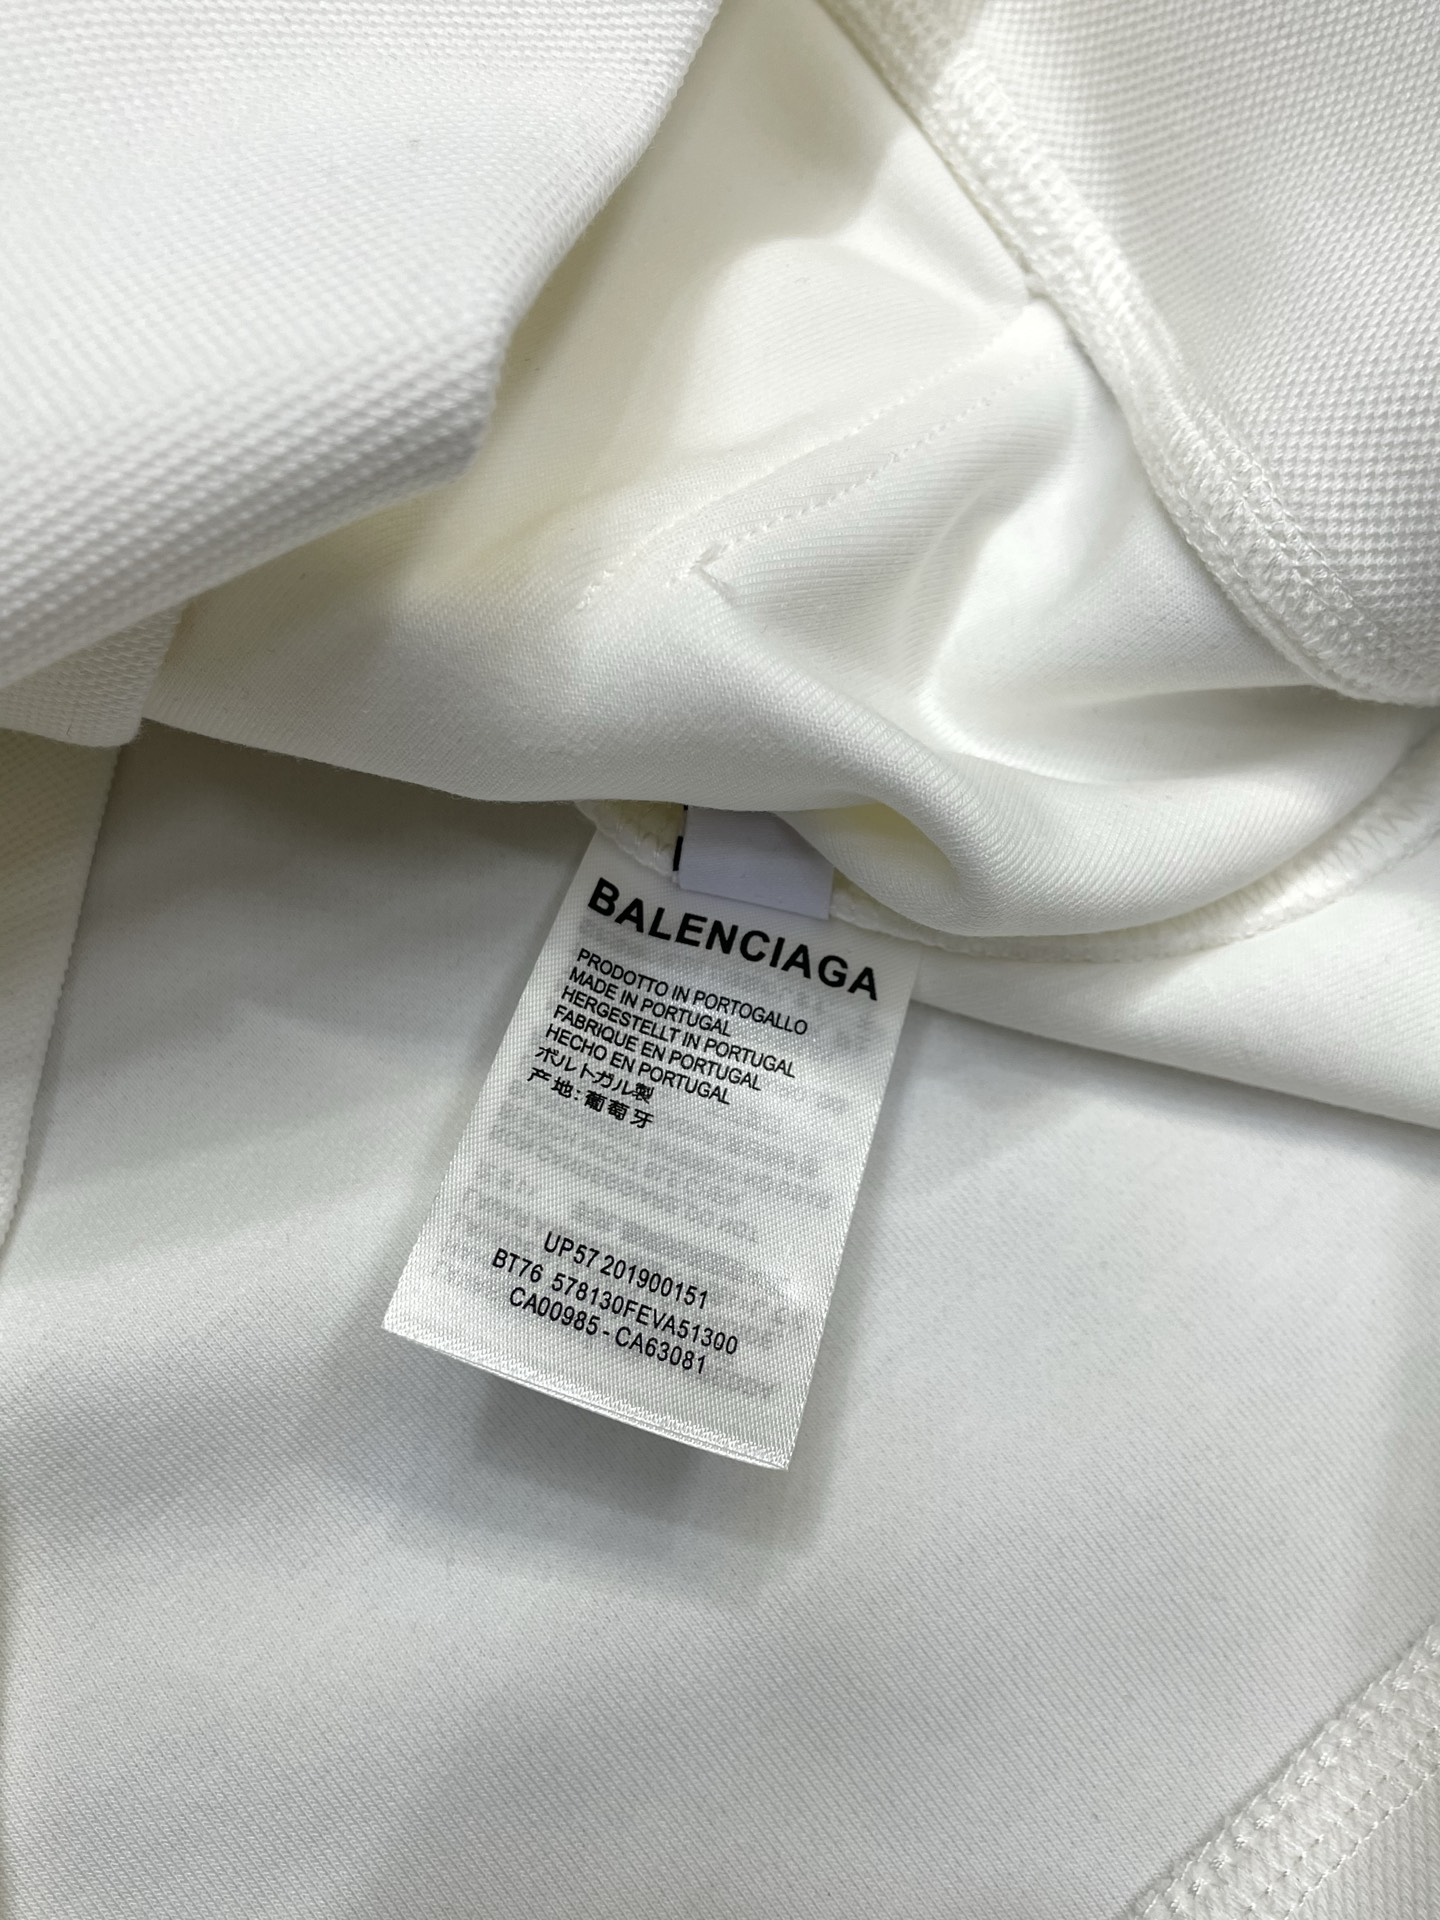 BALENCIAGA
PRODOTTO IN PORTOGALLO
MADE IN PORTUGAL
HERGESTELLT IN PORTUGAL
FABRIQUE EN PORTUGAL
HECHO EN PORTUGAL
ポルトガル製
产地:葡萄牙
UP57 201900151
BT76 578130FEVA51300
CA00985-CA63081